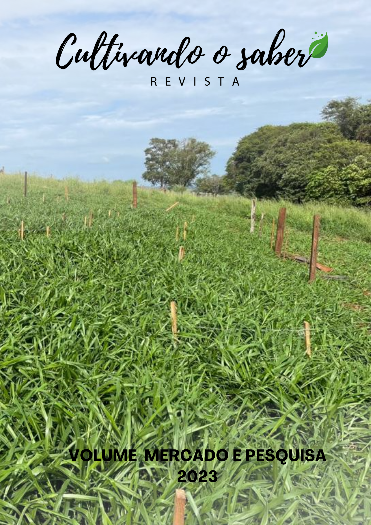 Cultivando o saber
REVISTA
VOLUME MERCADO E PESQUISA
2023